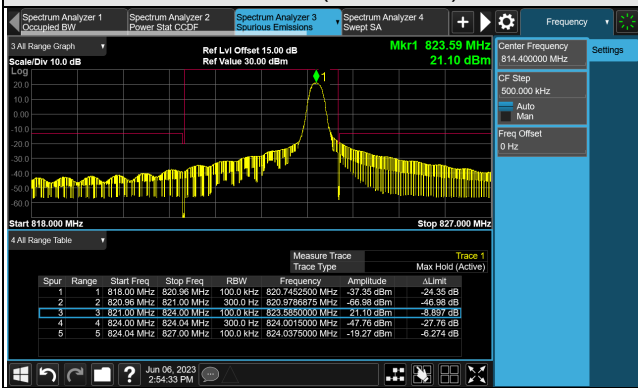 Spectrum Analyzer 1
Occupied BW
Spectrum Analyzer 2
Power Stat CCDF
Spectrum Analyzer 3
Spurious Emissions
Spectrum Analyzer 4
Swept SA
Frequency
3 All Range Graph
Scale/Div 10.0 dB
Ref Lvl Offset 15.00 dB
Ref Value 30.00 dBm
Mkr1 823.59 MHz
21.10 dBm
Log
20.0
10.0
0.00
-10.0
-20.0
-30.0
-40.0
-50.0
-60.0
1
Start 818.000 MHz
Stop 827.000 MHz
Center Frequency
814.400000 MHz
Settings
CF Step
500.000 kHz
Auto
Man
Freq Offset
0 Hz
4 All Range Table
Measure Trace Trace 1
Trace Type Max Hold (Active)
Spur Range Start Freq Stop Freq RBW Frequency Amplitude ΔLimit
1 1 818.00 MHz 820.96 MHz 100.0 kHz 820.7452500 MHz -37.35 dBm -24.35 dB
2 2 820.96 MHz 821.00 MHz 300.0 Hz 820.9786875 MHz -66.98 dBm -46.98 dB
3 3 821.00 MHz 824.00 MHz 100.0 kHz 823.5850000 MHz 21.10 dBm -8.897 dB
4 4 824.00 MHz 824.04 MHz 300.0 Hz 824.0015000 MHz -47.76 dBm -27.76 dB
5 5 824.04 MHz 827.00 MHz 100.0 kHz 824.0375000 MHz -19.27 dBm -6.274 dB
Jun 06, 2023
2:54:33 PM